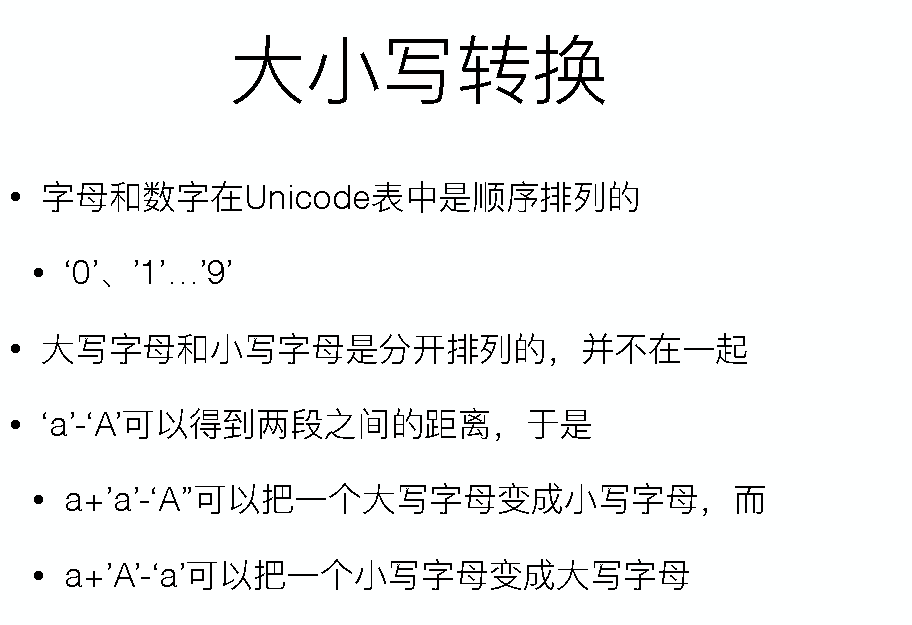 大小写转换
• 字母和数字在Unicode表中是顺序排列的
• ‘0’、’1’…’9’
• 大写字母和小写字母是分开排列的，并不在一起
• ‘a’-‘A’可以得到两段之间的距离，于是
• a+’a’-‘A”可以把一个大写字母变成小写字母，而
• a+’A’-‘a’可以把一个小写字母变成大写字母